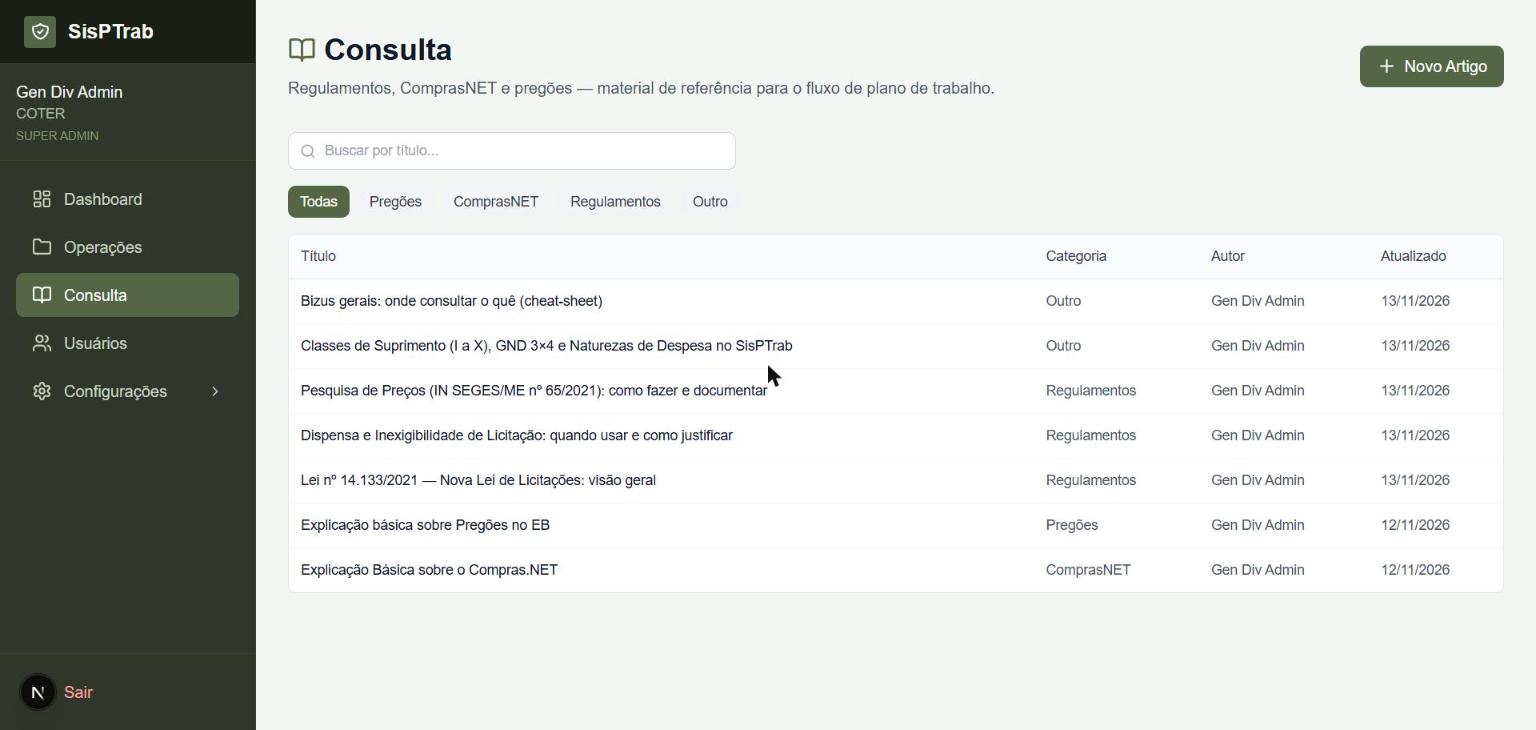 SisPTrab
Gen Div Admin
COTER
SUPER ADMIN
Dashboard
Operações
Consulta
Usuários
Configurações
N
Sair
Consulta
Regulamentos, ComprasNET e pregões — material de referência para o fluxo de plano de trabalho.
+ Novo Artigo
Buscar por título...
Todas Pregões ComprasNET Regulamentos Outro
Título Categoria Autor Atualizado
Bizus gerais: onde consultar o quê (cheat-sheet) Outro Gen Div Admin 13/11/2026
Classes de Suprimento (I a X), GND 3×4 e Naturezas de Despesa no SisPTrab Outro Gen Div Admin 13/11/2026
Pesquisa de Preços (IN SEGES/ME nº 65/2021): como fazer e documentar Regulamentos Gen Div Admin 13/11/2026
Dispensa e Inexigibilidade de Licitação: quando usar e como justificar Regulamentos Gen Div Admin 13/11/2026
Lei nº 14.133/2021 — Nova Lei de Licitações: visão geral Regulamentos Gen Div Admin 13/11/2026
Explicação básica sobre Pregões no EB Pregões Gen Div Admin 12/11/2026
Explicação Básica sobre o Compras.NET ComprasNET Gen Div Admin 12/11/2026